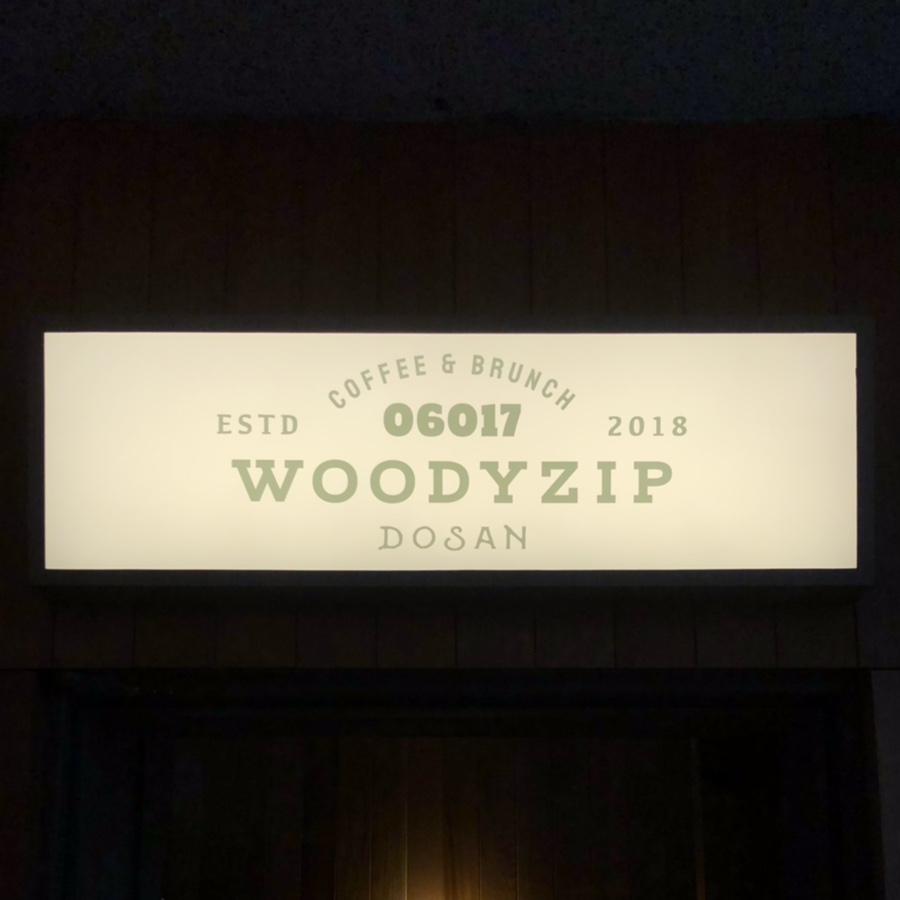 COFFEE & BRUNCH
06017
ESTD 2018
WOODYZIP
DOSAN